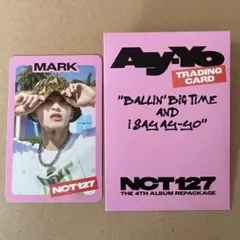 MARK
NCT127
Ay-Yo
TRADING
CARD
"BALLIN' BIG TIME
AND
i SAY AY-YO"
NCT127
THE 4TH ALBUM REPACKAGE